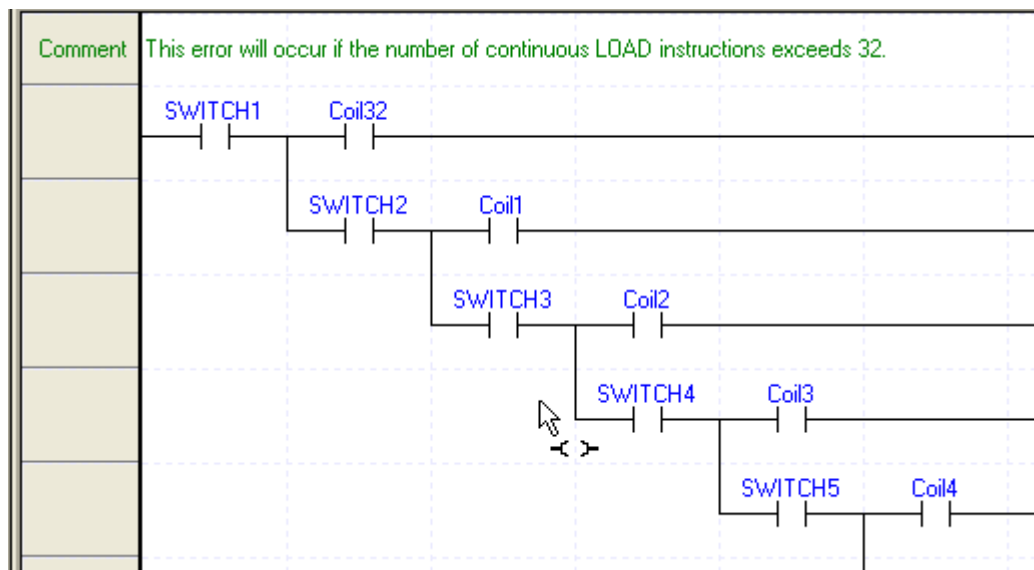 Comment This error will occur if the number of continuous LOAD instructions exceeds 32.
SWITCH1 Coil32
SWITCH2 Coil1
SWITCH3 Coil2
SWITCH4 Coil3
SWITCH5 Coil4